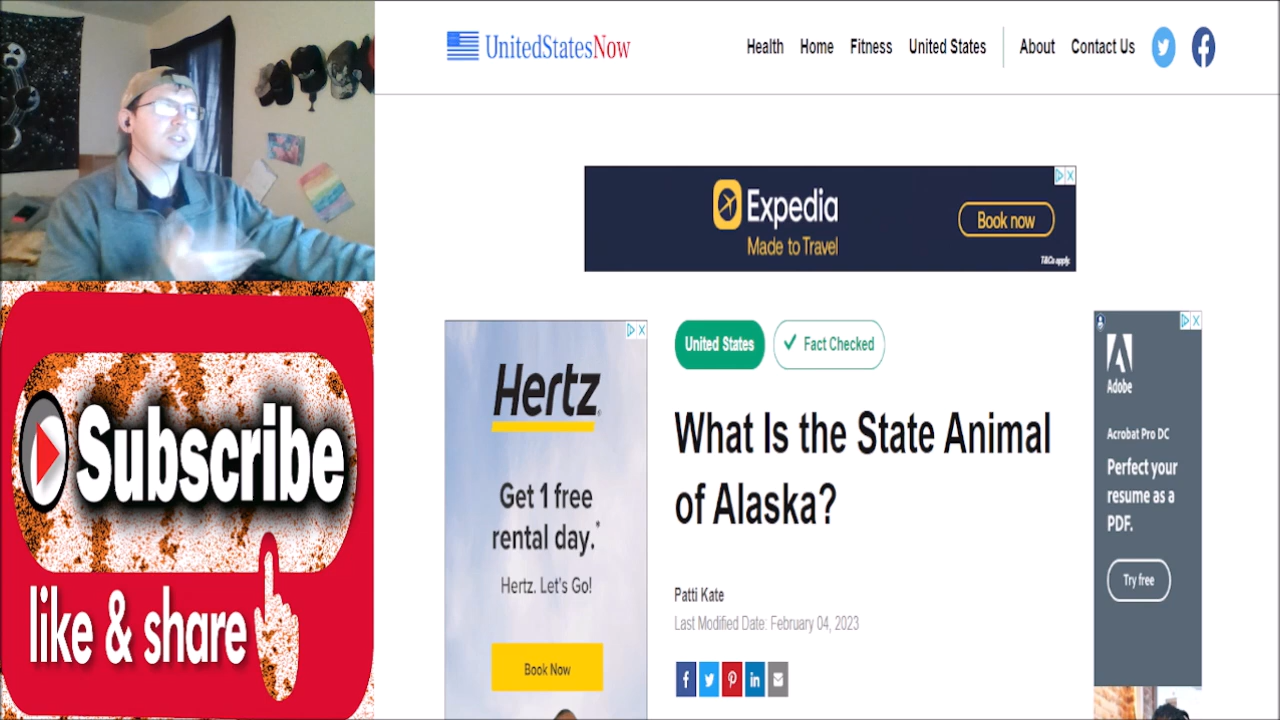 UnitedStatesNow
Health Home Fitness United States About Contact Us
Expedia
Made to Travel
Book now
T&Cs apply.
Hertz
Get 1 free
rental day.*
Hertz. Let's Go!
Book Now
United States
Fact Checked
What Is the State Animal
of Alaska?
Patti Kate
Last Modified Date: February 04, 2023
Adobe
Acrobat Pro DC
Perfect your
resume as a
PDF.
Try free
Subscribe
like & share